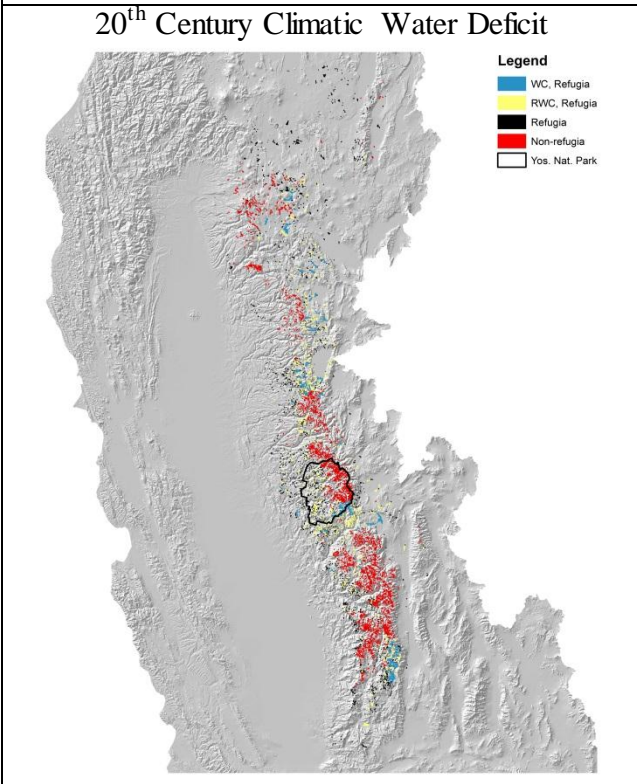 20th Century Climatic Water Deficit
Legend
WC, Refugia
RWC, Refugia
Refugia
Non-refugia
Yos. Nat. Park